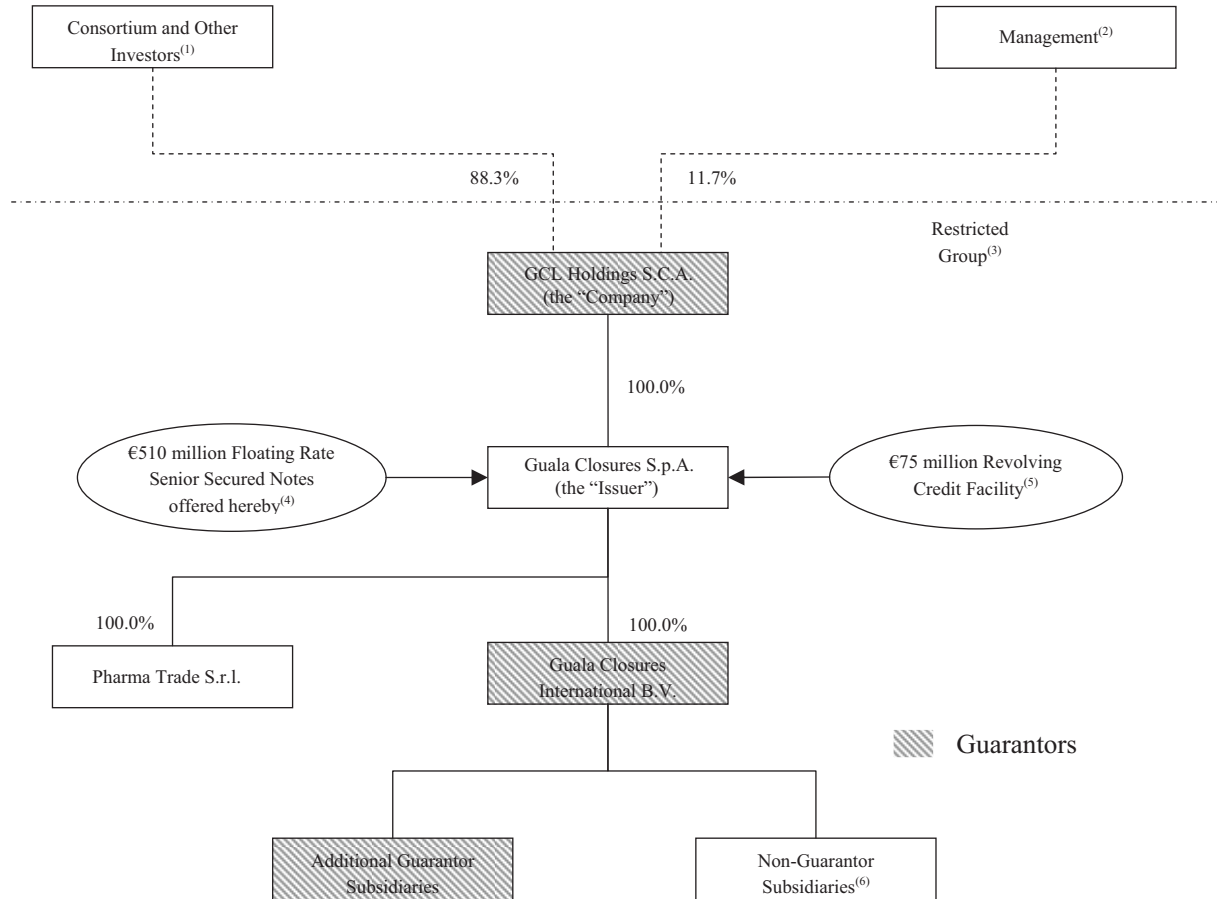 Consortium and Other
Investors(1)
Management(2)
88.3%
11.7%
Restricted
Group(3)
GCL Holdings S.C.A.
(the “Company”)
100.0%
€510 million Floating Rate
Senior Secured Notes
offered hereby(4)
Guala Closures S.p.A.
(the “Issuer”)
€75 million Revolving
Credit Facility(5)
100.0%
100.0%
Pharma Trade S.r.l.
Guala Closures
International B.V.
Guarantors
Additional Guarantor
Subsidiaries
Non-Guarantor
Subsidiaries(6)